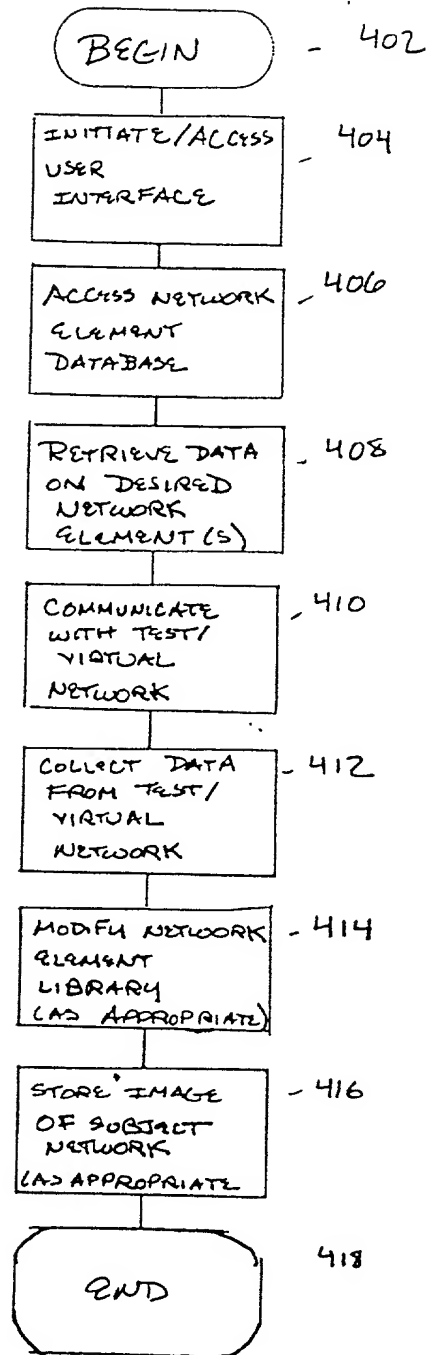 BEGIN - 402
INITIATE/ACCESS - 404
USER
INTERFACE
ACCESS NETWORK - 406
ELEMENT
DATABASE
RETRIEVE DATA - 408
ON DESIRED
NETWORK
ELEMENT(S)
COMMUNICATE - 410
WITH TEST/
VIRTUAL
NETWORK
COLLECT DATA - 412
FROM TEST/
VIRTUAL
NETWORK
MODIFY NETWORK - 414
ELEMENT
LIBRARY
(AS APPROPRIATE)
STORE IMAGE - 416
OF SUBJECT
NETWORK
(AS APPROPRIATE
END 418